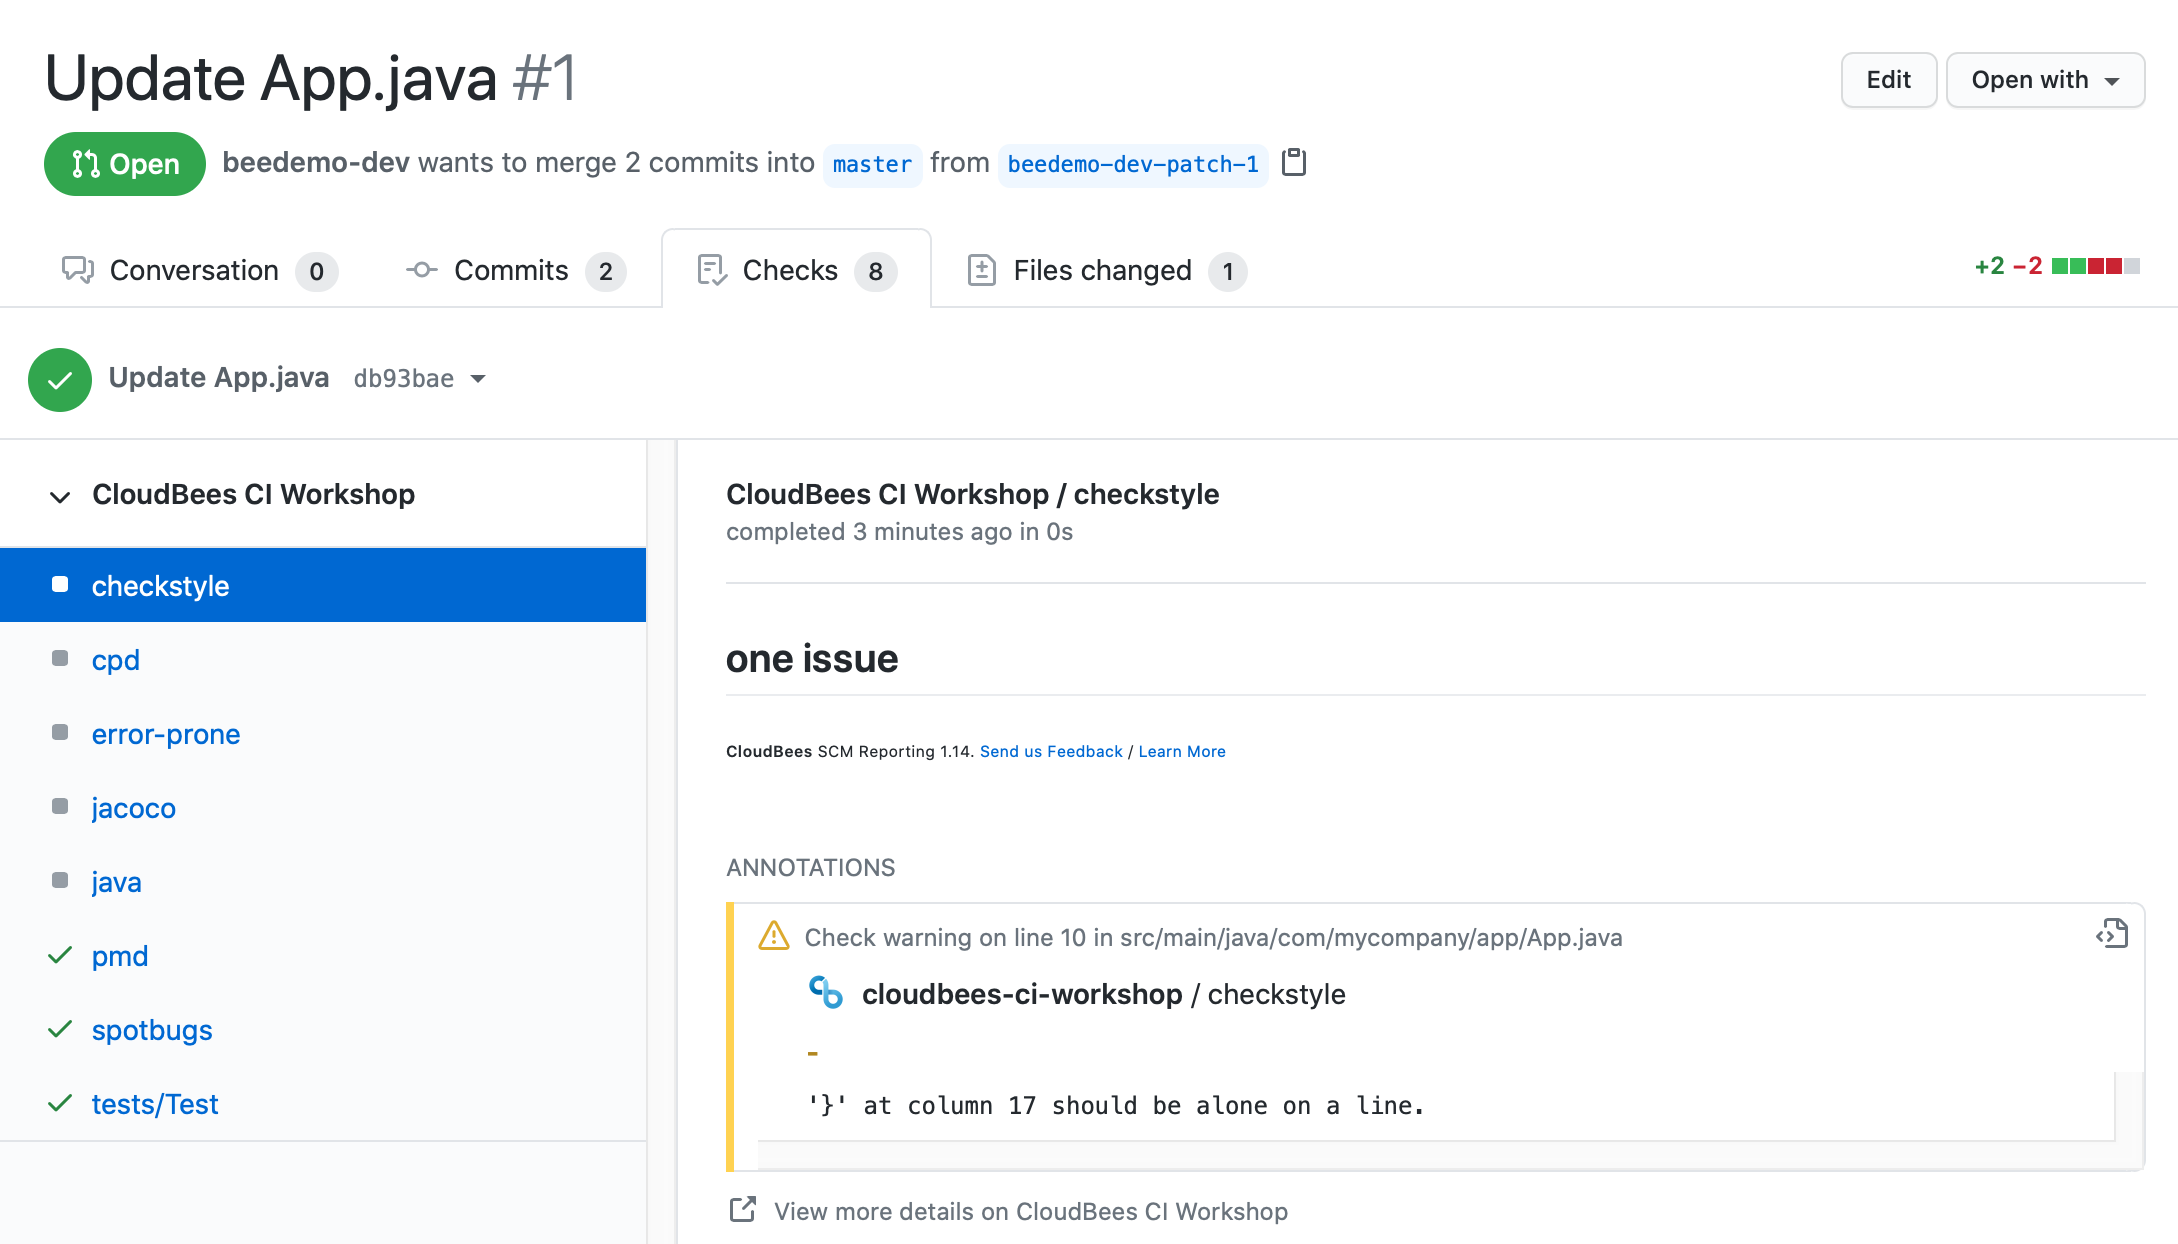 Update App.java #1
Edit
Open with
Open
beedemo-dev wants to merge 2 commits into master from beedemo-dev-patch-1
Conversation 0
Commits 2
Checks 8
Files changed 1
+2 −2
Update App.java db93bae
CloudBees CI Workshop
checkstyle
cpd
error-prone
jacoco
java
pmd
spotbugs
tests/Test
CloudBees CI Workshop / checkstyle
completed 3 minutes ago in 0s
one issue
CloudBees SCM Reporting 1.14. Send us Feedback / Learn More
ANNOTATIONS
Check warning on line 10 in src/main/java/com/mycompany/app/App.java
cloudbees-ci-workshop / checkstyle
-
'}' at column 17 should be alone on a line.
View more details on CloudBees CI Workshop